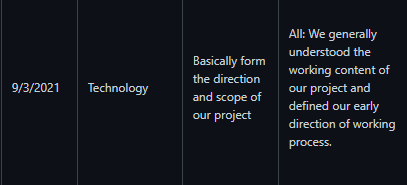 9/3/2021
Technology
Basically form
the direction
and scope of
our project
All: We generally
understood the
working content of
our project and
defined our early
direction of working
process.